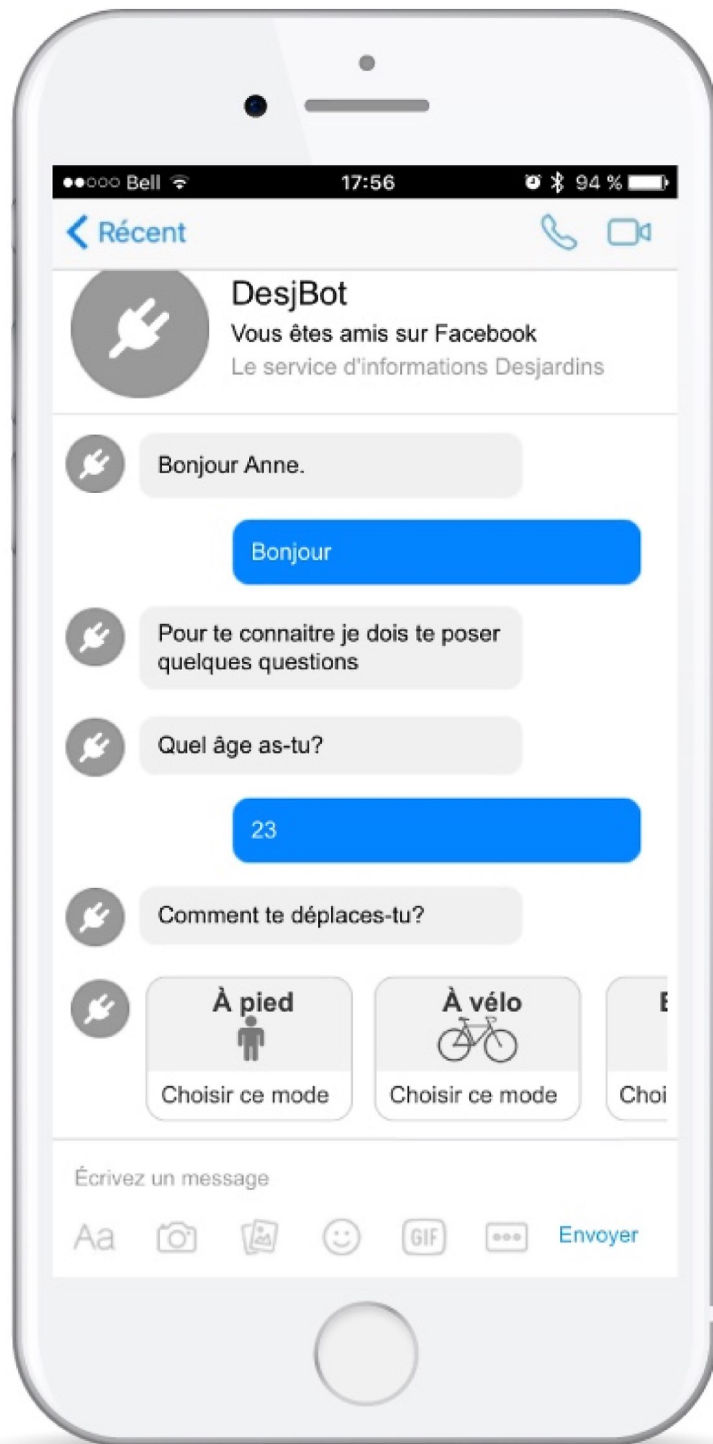 Bell 17:56 94 %
Récent
DesjBot
Vous êtes amis sur Facebook
Le service d'informations Desjardins
Bonjour Anne.
Bonjour
Pour te connaitre je dois te poser
quelques questions
Quel âge as-tu?
23
Comment te déplaces-tu?
À pied À vélo
Choisir ce mode Choisir ce mode Choi
Écrivez un message
Aa GIF Envoyer